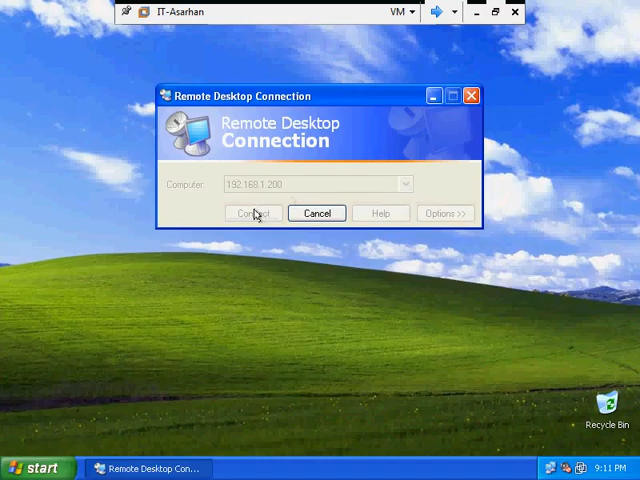 IT-Asarhan
VM
Remote Desktop Connection
Remote Desktop
Connection
Computer:
192.168.1.200
Connect
Cancel
Help
Options >>
Recycle Bin
start
Remote Desktop Con...
9:11 PM